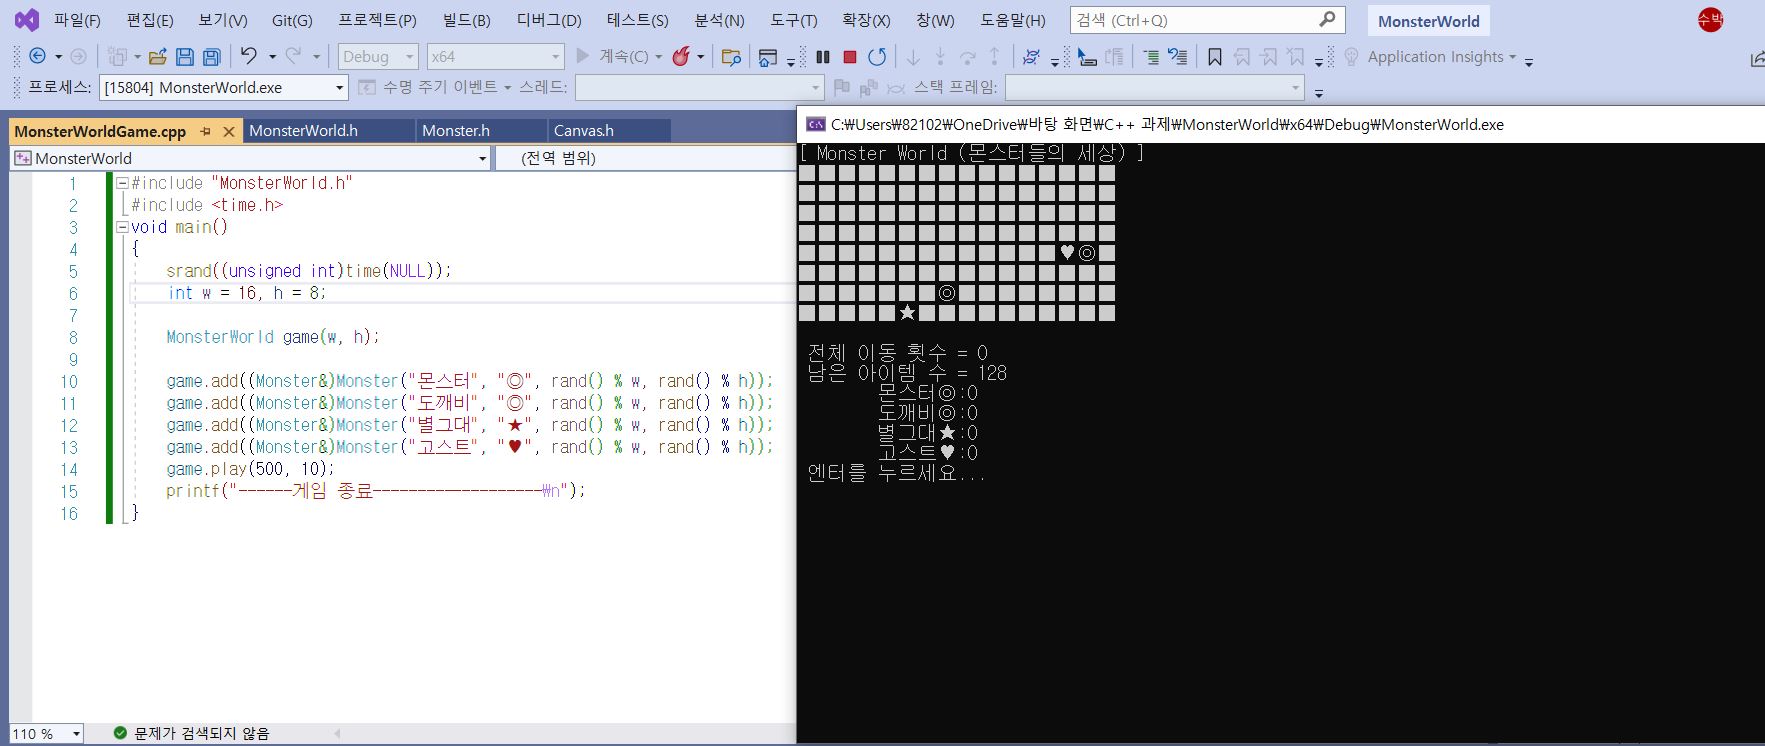 파일(F) 편집(E) 보기(V) Git(G) 프로젝트(P) 빌드(B) 디버그(D) 테스트(S) 분석(N) 도구(T) 확장(X) 창(W) 도움말(H) 검색 (Ctrl+Q) MonsterWorld 수박
Debug x64 계속(C) Application Insights
프로세스: [15804] MonsterWorld.exe 수명 주기 이벤트 스레드: 스택 프레임:
MonsterWorldGame.cpp MonsterWorld.h Monster.h Canvas.h
MonsterWorld (전역 범위)
1 #include "MonsterWorld.h"
2 #include <time.h>
3 void main()
4 {
5 srand((unsigned int)time(NULL));
6 int w = 16, h = 8;
7
8 MonsterWorld game(w, h);
9
10 game.add((Monster&)Monster("몬스터", "◎", rand() % w, rand() % h));
11 game.add((Monster&)Monster("도깨비", "◎", rand() % w, rand() % h));
12 game.add((Monster&)Monster("별그대", "★", rand() % w, rand() % h));
13 game.add((Monster&)Monster("고스트", "♥", rand() % w, rand() % h));
14 game.play(500, 10);
15 printf("------게임 종료-------------------₩n");
16 }
110 % 문제가 검색되지 않음
C:₩Users₩82102₩OneDrive₩바탕 화면₩C++ 과제₩MonsterWorld₩x64₩Debug₩MonsterWorld.exe
[ Monster World (몬스터들의 세상) ]
■■■■■■■■■■■■■■■■
■■■■■■■■■■■■■■■■
■■■■■■■■■■■■■■■■
■■■■■■■■■■■■■■■■
■■■■■■■■■■■■■♥◎■
■■■■■■■■■■■■■■■■
■■■■■■■◎■■■■■■■■
■■■■■★■■■■■■■■■■
전체 이동 횟수 = 0
남은 아이템 수 = 128
몬스터◎:0
도깨비◎:0
별그대★:0
고스트♥:0
엔터를 누르세요...